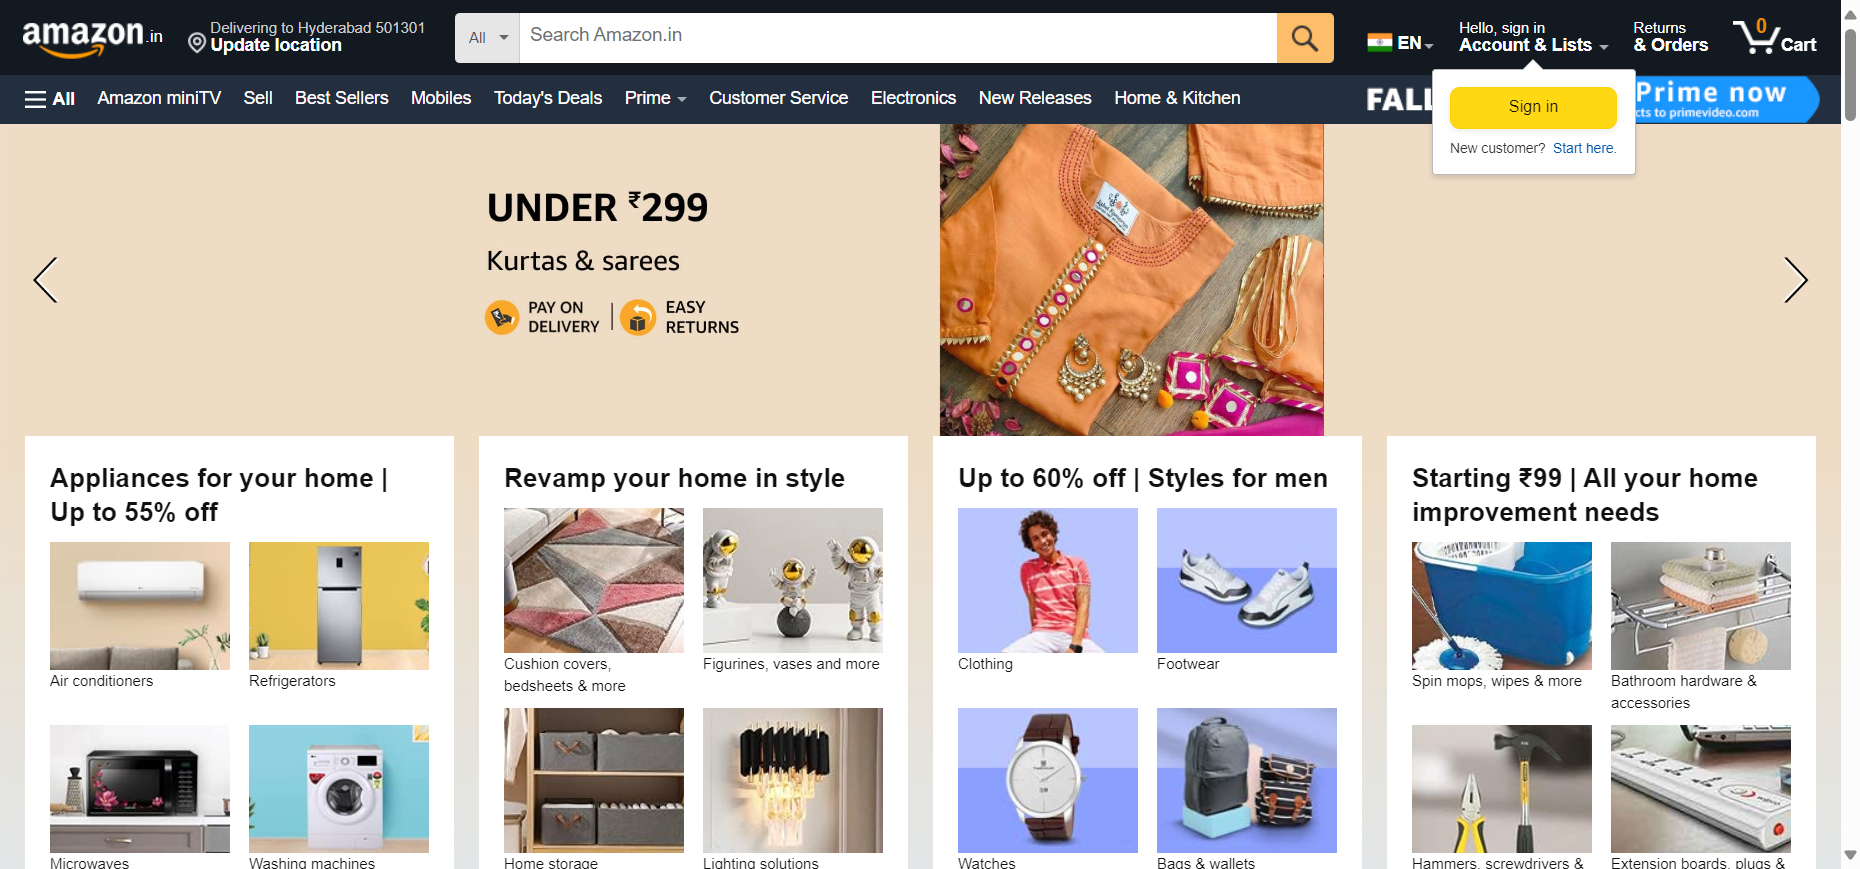 amazon.in
Delivering to Hyderabad 501301
Update location
All
Search Amazon.in
EN
Hello, sign in
Account & Lists
Returns
& Orders
0
Cart
All
Amazon miniTV
Sell
Best Sellers
Mobiles
Today's Deals
Prime
Customer Service
Electronics
New Releases
Home & Kitchen
FALL
Prime now
cts to primevideo.com
Sign in
New customer? Start here.
UNDER ₹299
Kurtas & sarees
PAY ON
DELIVERY
EASY
RETURNS
Appliances for your home |
Up to 55% off
Air conditioners
Refrigerators
Microwaves
Washing machines
Revamp your home in style
Cushion covers,
bedsheets & more
Figurines, vases and more
Home storage
Lighting solutions
Up to 60% off | Styles for men
Clothing
Footwear
Watches
Bags & wallets
Starting ₹99 | All your home
improvement needs
Spin mops, wipes & more
Bathroom hardware &
accessories
Hammers, screwdrivers &
Extension boards, plugs &